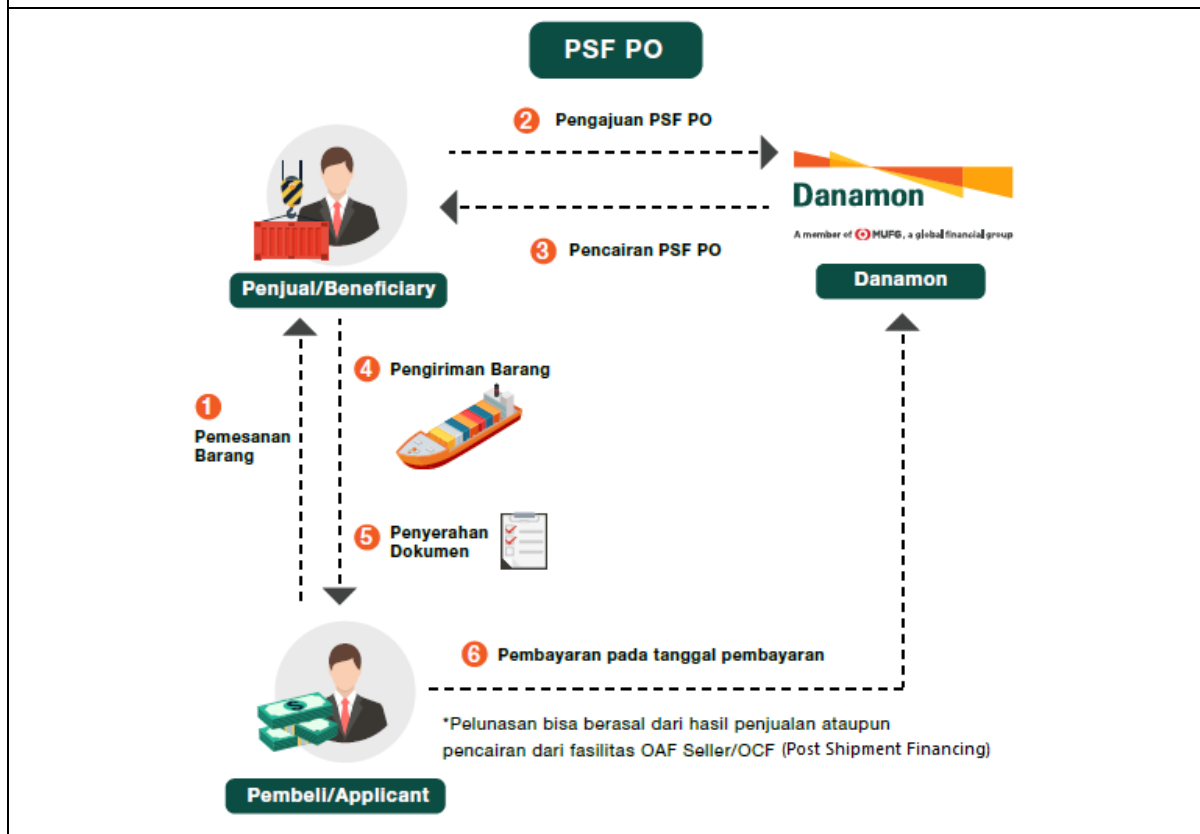 PSF PO
2 Pengajuan PSF PO
Danamon
A member of MUFG, a global financial group
3 Pencairan PSF PO
Penjual/Beneficiary
Danamon
4 Pengiriman Barang
1
Pemesanan
Barang
5 Penyerahan
Dokumen
6 Pembayaran pada tanggal pembayaran
*Pelunasan bisa berasal dari hasil penjualan ataupun
pencairan dari fasilitas OAF Seller/OCF (Post Shipment Financing)
Pembeli/Applicant